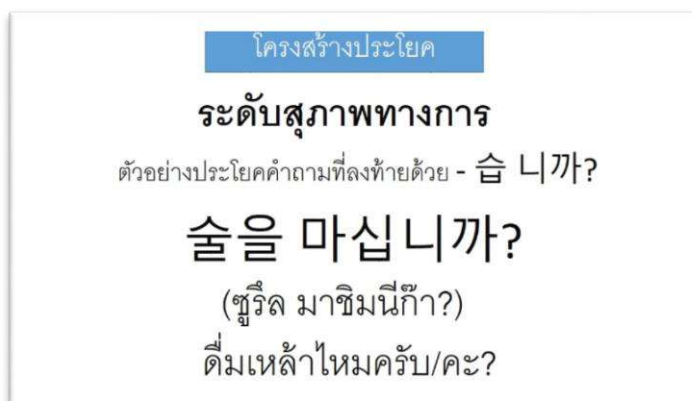 โครงสร้างประโยค
ระดับสุภาพทางการ
ตัวอย่างประโยคคำถามที่ลงท้ายด้วย - 습 니까?
술을 마십니까?
(ซูรึล มาชิมนีก๊า?)
ดื่มเหล้าไหมครับ/คะ?